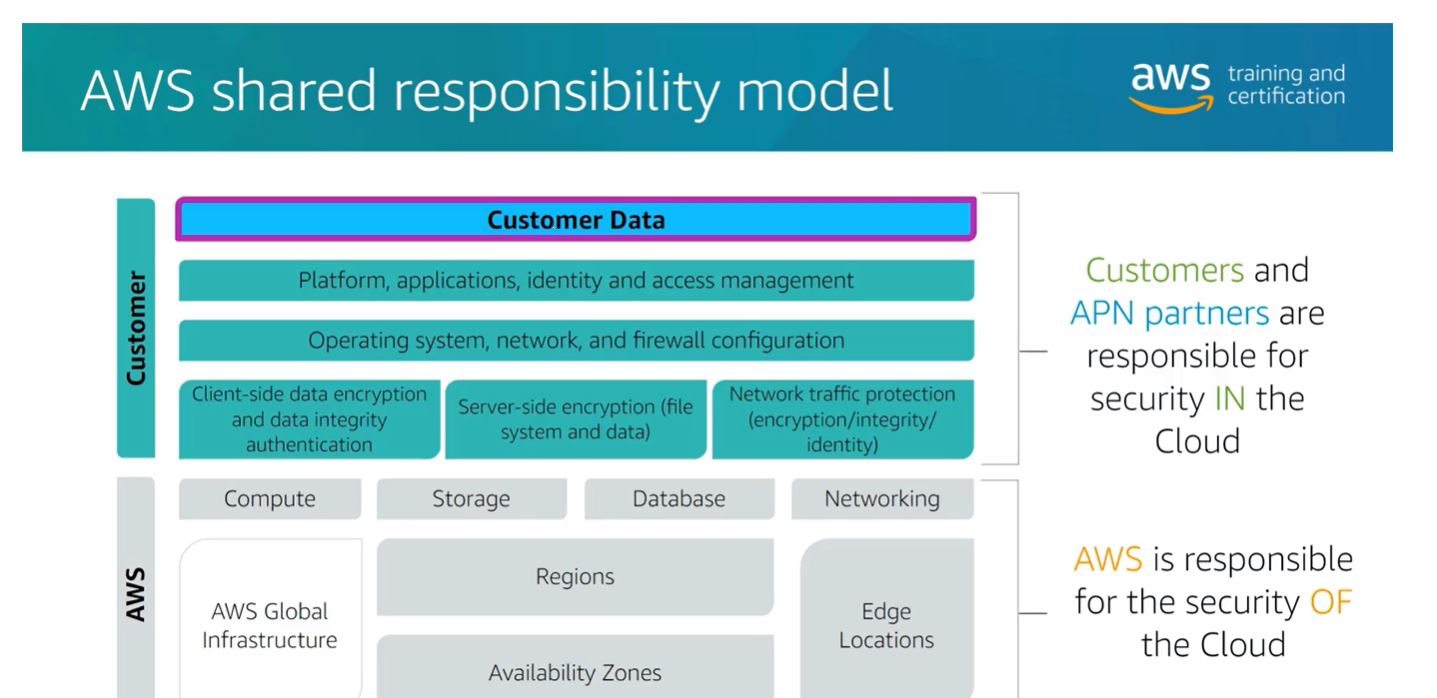 AWS shared responsibility model
aws
training and
certification
Customer
Customer Data
Platform, applications, identity and access management
Operating system, network, and firewall configuration
Client-side data encryption
and data integrity
authentication
Server-side encryption (file
system and data)
Network traffic protection
(encryption/integrity/
identity)
Customers and
APN partners are
responsible for
security IN the
Cloud
AWS
Compute
Storage
Database
Networking
AWS Global
Infrastructure
Regions
Availability Zones
Edge
Locations
AWS is responsible
for the security OF
the Cloud